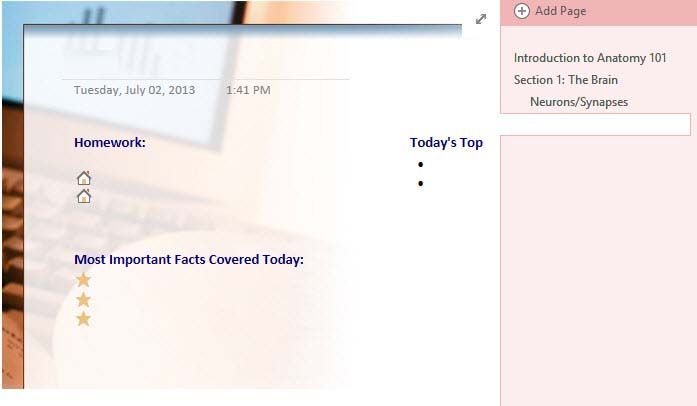 Add Page
Introduction to Anatomy 101
Section 1: The Brain
Neurons/Synapses
Tuesday, July 02, 2013 1:41 PM
Homework:
Today's Top
Most Important Facts Covered Today: